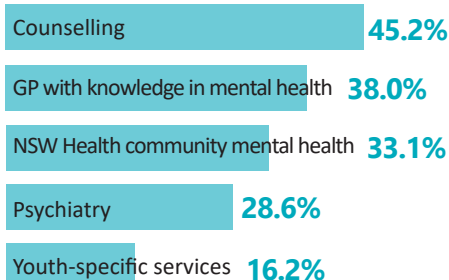 Counselling 45.2%
GP with knowledge in mental health 38.0%
NSW Health community mental health 33.1%
Psychiatry 28.6%
Youth-specific services 16.2%